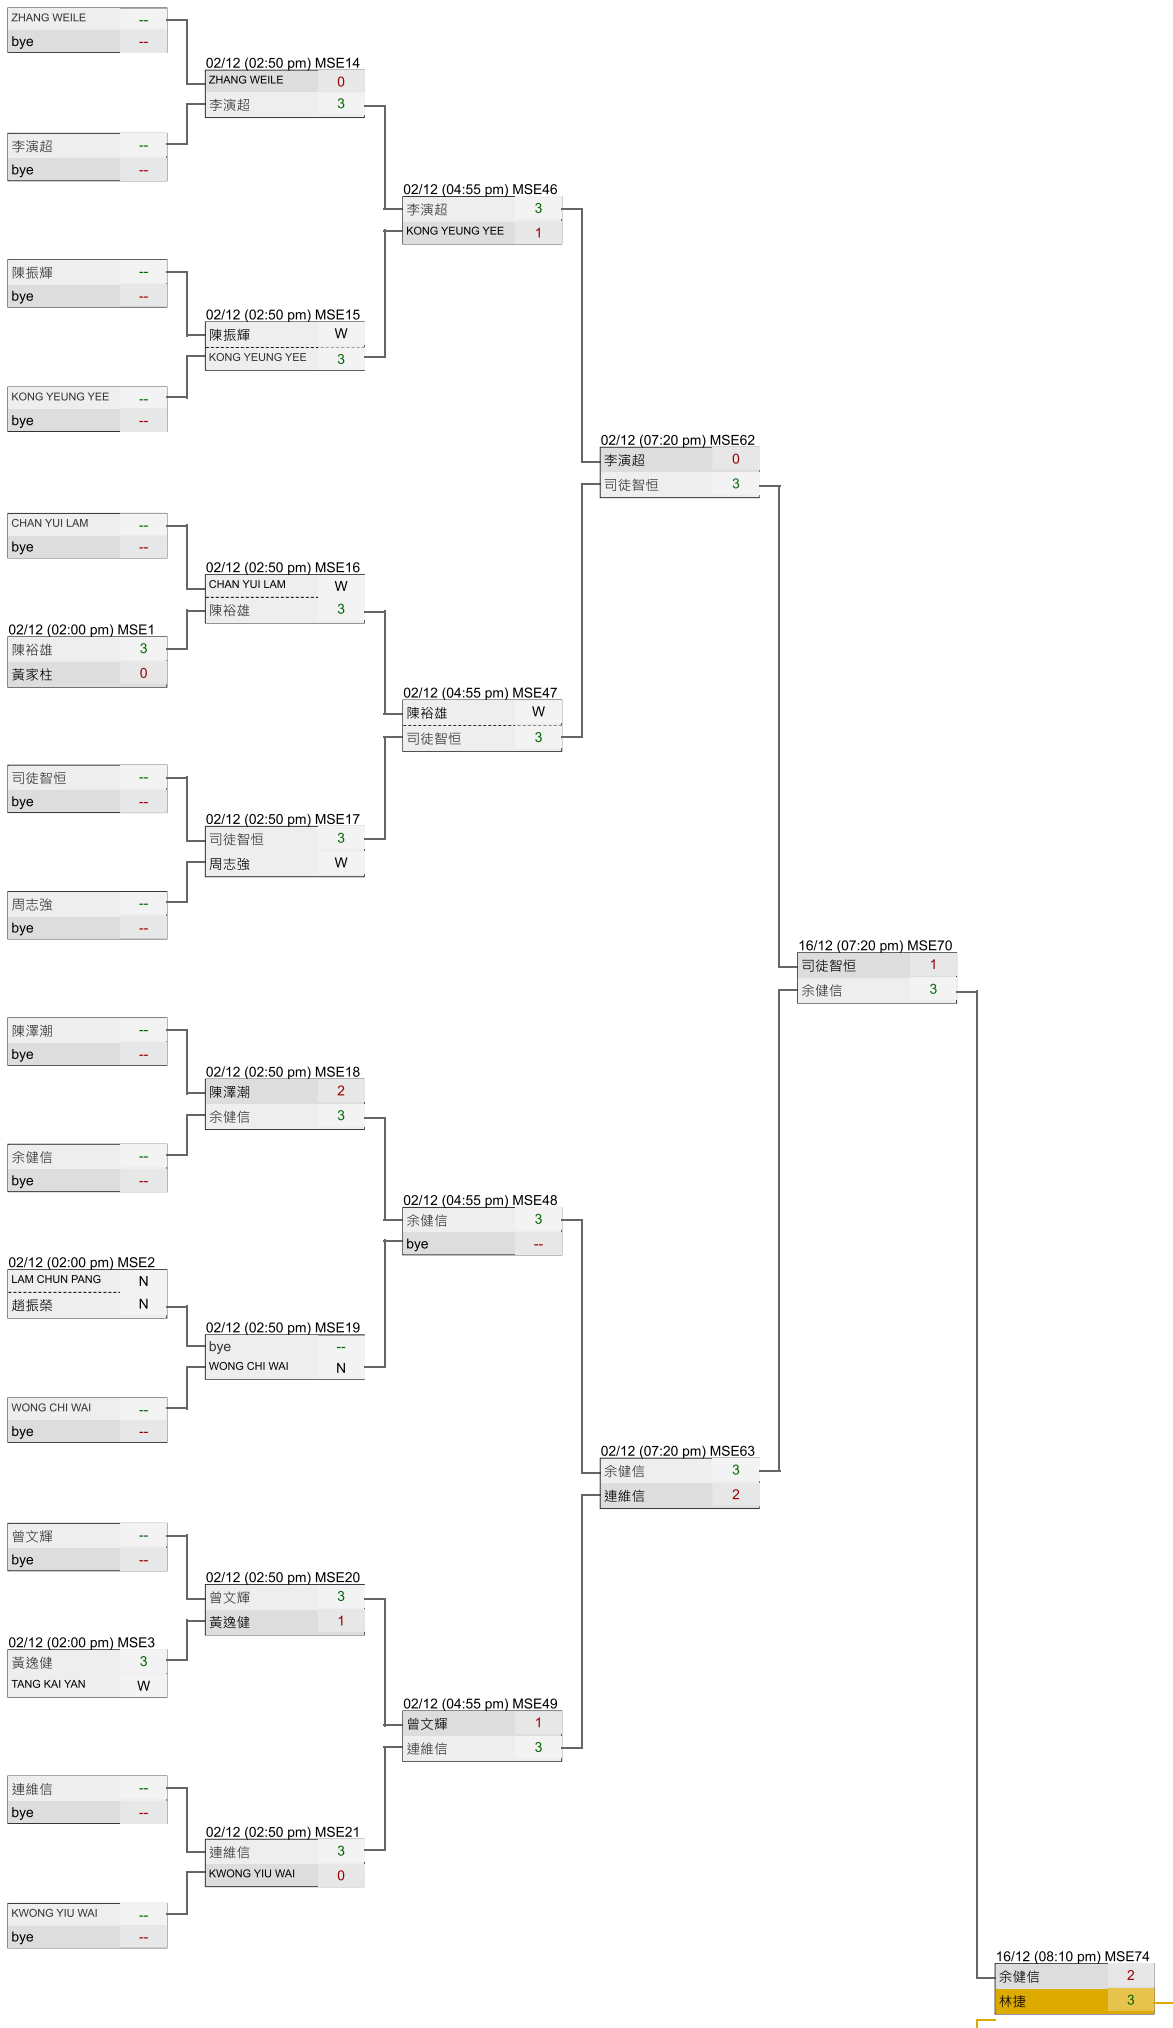 ZHANG WEILE --
bye --
李演超 --
bye --
陳振輝 --
bye --
KONG YEUNG YEE --
bye --
CHAN YUI LAM --
bye --
02/12 (02:00 pm) MSE1
陳裕雄 3
黃家柱 0
司徒智恒 --
bye --
周志強 --
bye --
陳澤潮 --
bye --
余健信 --
bye --
02/12 (02:00 pm) MSE2
LAM CHUN PANG N
趙振榮 N
WONG CHI WAI --
bye --
曾文輝 --
bye --
02/12 (02:00 pm) MSE3
黃逸健 3
TANG KAI YAN W
連維信 --
bye --
KWONG YIU WAI --
bye --
02/12 (02:50 pm) MSE14
ZHANG WEILE 0
李演超 3
02/12 (02:50 pm) MSE15
陳振輝 W
KONG YEUNG YEE 3
02/12 (02:50 pm) MSE16
CHAN YUI LAM W
陳裕雄 3
02/12 (02:50 pm) MSE17
司徒智恒 3
周志強 W
02/12 (02:50 pm) MSE18
陳澤潮 2
余健信 3
02/12 (02:50 pm) MSE19
bye --
WONG CHI WAI N
02/12 (02:50 pm) MSE20
曾文輝 3
黃逸健 1
02/12 (02:50 pm) MSE21
連維信 3
KWONG YIU WAI 0
02/12 (04:55 pm) MSE46
李演超 3
KONG YEUNG YEE 1
02/12 (04:55 pm) MSE47
陳裕雄 W
司徒智恒 3
02/12 (04:55 pm) MSE48
余健信 3
bye --
02/12 (04:55 pm) MSE49
曾文輝 1
連維信 3
02/12 (07:20 pm) MSE62
李演超 0
司徒智恒 3
02/12 (07:20 pm) MSE63
余健信 3
連維信 2
16/12 (07:20 pm) MSE70
司徒智恒 1
余健信 3
16/12 (08:10 pm) MSE74
余健信 2
林捷 3